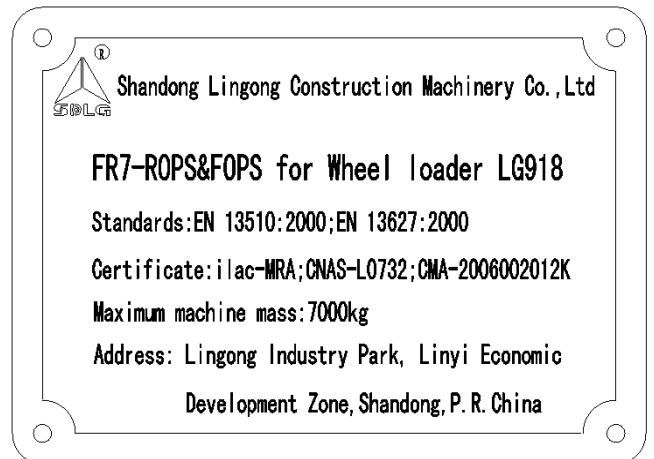 ®
SDLG
Shandong Lingong Construction Machinery Co.,Ltd
FR7-ROPS&FOPS for Wheel loader LG918
Standards:EN 13510:2000;EN 13627:2000
Certificate:ilac-MRA;CNAS-L0732;CMA-2006002012K
Maximum machine mass:7000kg
Address: Lingong Industry Park, Linyi Economic
Development Zone,Shandong,P.R.China